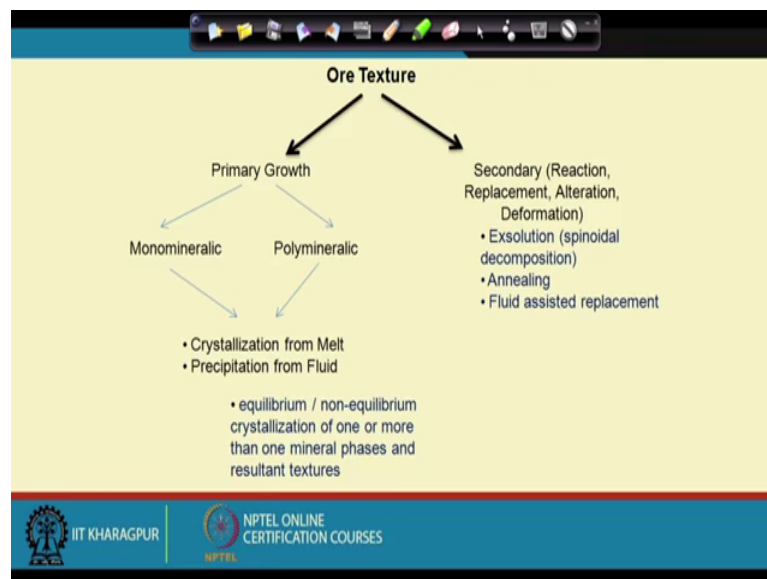 Ore Texture
Primary Growth
Secondary (Reaction,
Replacement, Alteration,
Deformation)
• Exsolution (spinoidal
decomposition)
• Annealing
• Fluid assisted replacement
Monomineralic
Polymineralic
• Crystallization from Melt
• Precipitation from Fluid
• equilibrium / non-equilibrium
crystallization of one or more
than one mineral phases and
resultant textures
IIT KHARAGPUR
NPTEL
NPTEL ONLINE
CERTIFICATION COURSES